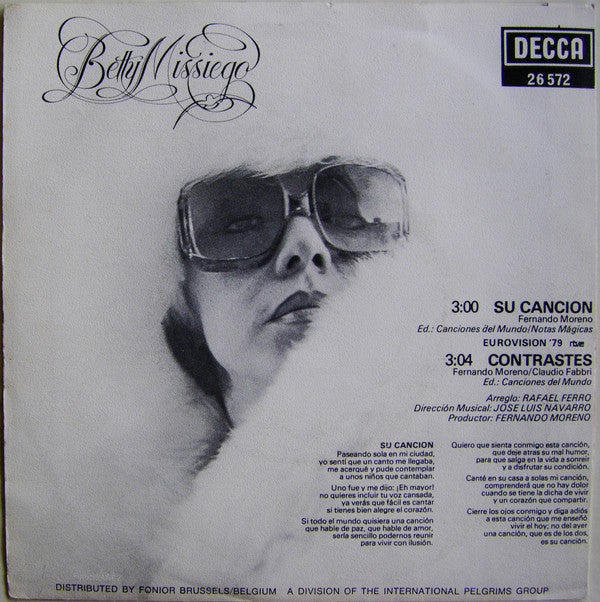 Betty Missiego
DECCA
26 572
3:00 SU CANCION
Fernando Moreno
Ed.: Canciones del Mundo/Notas Mágicas
EUROVISION '79 rtve
3:04 CONTRASTES
Fernando Moreno/Claudio Fabbri
Ed.: Canciones del Mundo
Arreglo: RAFAEL FERRO
Dirección Musical: JOSE LUIS NAVARRO
Productor: FERNANDO MORENO
SU CANCION
Paseando sola en mi ciudad,
yo sentí que un canto me llegaba,
me acerqué y pude contemplar
a unos niños que cantaban.
Uno fue y me dijo: ¡Eh mayor!
no quieres incluir tu voz cansada,
ya verás que fácil es cantar
si tienes bien alegre el corazón.
Si todo el mundo quisiera una canción
que hable de paz, que hable de amor,
sería sencillo podernos reunir
para vivir con ilusión.
Quiero que sienta conmigo esta canción,
que deje atras su mal humor,
para que salga en la vida a sonreir
y a disfrutar su condición.
Canté en su casa a solas mi canción,
comprenderá que no hay dolor
cuando se tiene la dicha de vivir
y un corazón que compartir.
Cierre los ojos conmigo y diga adiós
a esta canción que me enseñó
vivir el hoy; no del ayer
una canción, que es de los dos,
es su canción.
DISTRIBUTED BY FONIOR BRUSSELS/BELGIUM A DIVISION OF THE INTERNATIONAL PELGRIMS GROUP